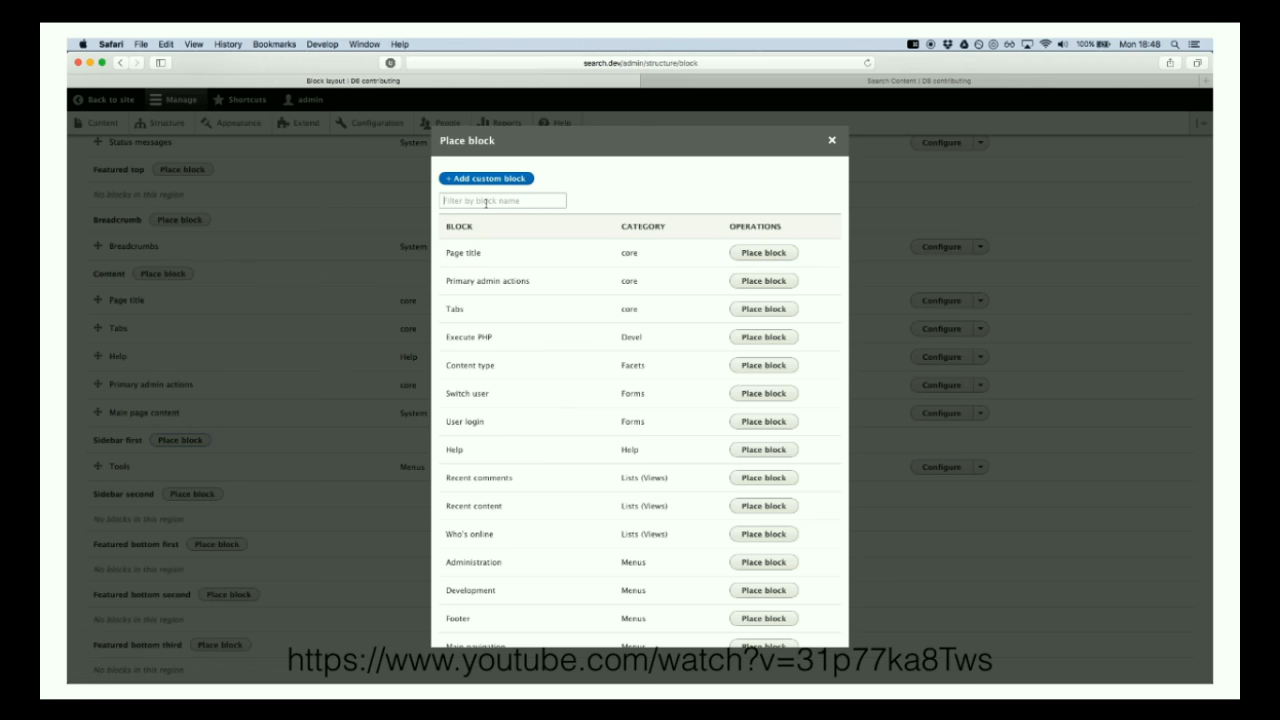 Safari File Edit View History Bookmarks Develop Window Help 100% Mon 18:48
search.dev/admin/structure/block
Block layout | D8 contributing Search Content | D8 contributing
Back to site Manage Shortcuts admin
Content Structure Appearance Extend Configuration People Reports Help
Status messages System Configure
Featured top Place block
No blocks in this region
Breadcrumb Place block
Breadcrumbs System Configure
Content Place block
Page title core Configure
Tabs core Configure
Help Help Configure
Primary admin actions core Configure
Main page content System Configure
Sidebar first Place block
Tools Menus Configure
Sidebar second Place block
No blocks in this region
Featured bottom first Place block
No blocks in this region
Featured bottom second Place block
No blocks in this region
Featured bottom third Place block
No blocks in this region
Place block
+ Add custom block
Filter by block name
BLOCK CATEGORY OPERATIONS
Page title core Place block
Primary admin actions core Place block
Tabs core Place block
Execute PHP Devel Place block
Content type Facets Place block
Switch user Forms Place block
User login Forms Place block
Help Help Place block
Recent comments Lists (Views) Place block
Recent content Lists (Views) Place block
Who's online Lists (Views) Place block
Administration Menus Place block
Development Menus Place block
Footer Menus Place block
Main navigation Menus Place block
https://www.youtube.com/watch?v=31p77ka8Tws